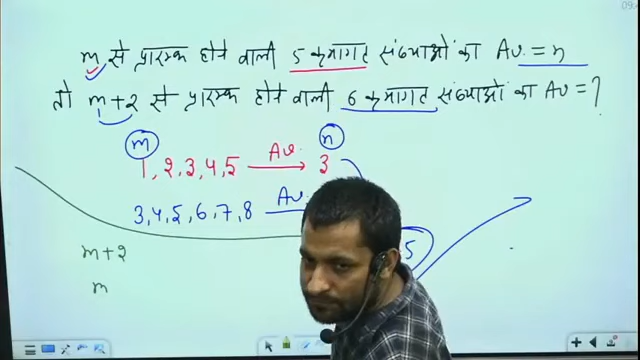 m से प्रारम्भ होने वाली 5 क्रमागत संख्याओं का Av. = n
तो m+2 से प्रारम्भ होने वाली 6 क्रमागत संख्याओं का Av = ?
m n
1, 2, 3, 4, 5 Av. 3
3, 4, 5, 6, 7, 8 Av.
5
m+2
m